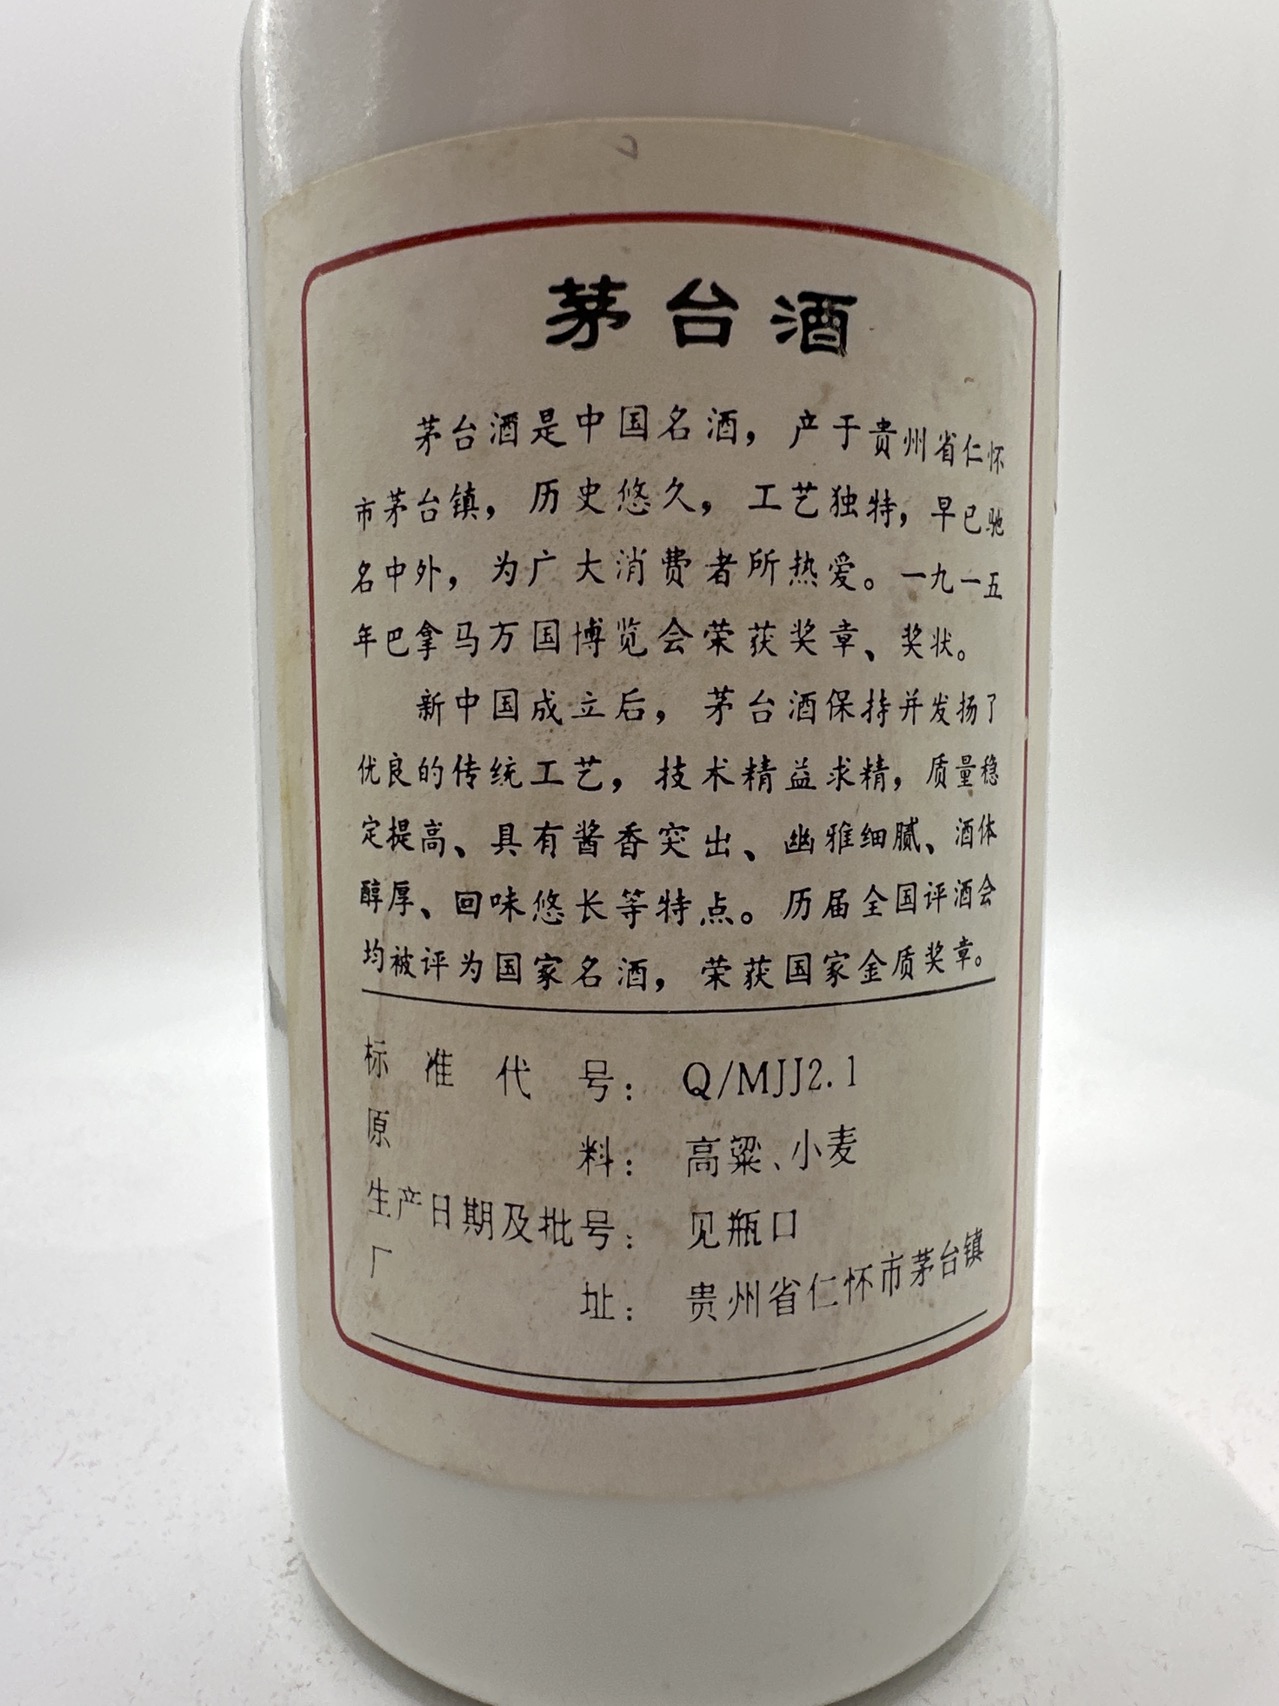 茅台酒
茅台酒是中国名酒，产于贵州省仁怀
市茅台镇，历史悠久，工艺独特，早已驰
名中外，为广大消费者所热爱。一九一五
年巴拿马万国博览会荣获奖章、奖状。
新中国成立后，茅台酒保持并发扬了
优良的传统工艺，技术精益求精，质量稳
定提高、具有酱香突出、幽雅细腻、酒体
醇厚、回味悠长等特点。历届全国评酒会
均被评为国家名酒，荣获国家金质奖章。
标准代号：Q/MJJ2.1
原料：高粱、小麦
生产日期及批号：见瓶口
厂址：贵州省仁怀市茅台镇